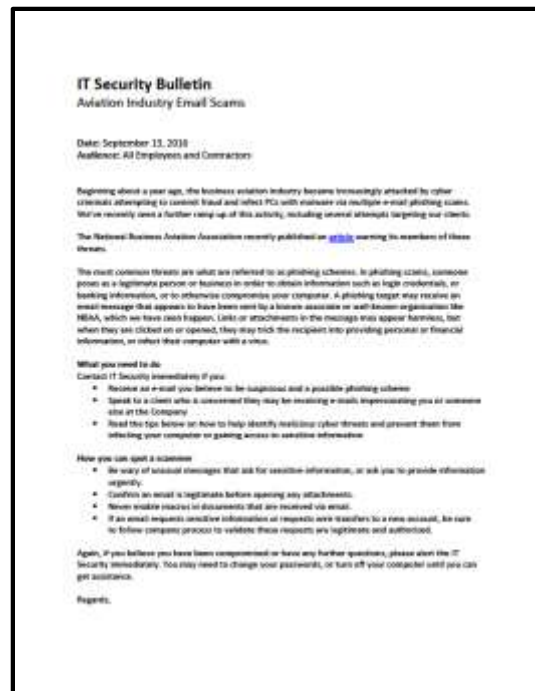 IT Security Bulletin
Aviation Industry Email Scams
Date: September 13, 2016
Audience: All Employees and Contractors
Beginning about a year ago, the business aviation industry became increasingly attacked by cyber
criminals attempting to commit fraud and infect PCs with malware via multiple e-mail phishing scams.
We've recently seen a further ramp up of this activity, including several attempts targeting our clients.
The National Business Aviation Association recently published an article warning its members of these
threats.
The most common threats are what are referred to as phishing schemes. In phishing scams, someone
poses as a legitimate person or business in order to obtain information such as login credentials, or
banking information, or to otherwise compromise your computer. A phishing target may receive an
email message that appears to have been sent by a known associate or well-known organization like
NBAA, which we have seen happen. Links or attachments in the message may appear harmless, but
when they are clicked on or opened, they may trick the recipient into providing personal or financial
information, or infect their computer with a virus.
What you need to do
Contact IT Security immediately if you:
• Receive an e-mail you believe to be suspicious and a possible phishing scheme
• Speak to a client who is concerned they may be receiving e-mails impersonating you or someone
else at the Company
• Read the tips below on how to help identify malicious cyber threats and prevent them from
infecting your computer or gaining access to sensitive information
How you can spot a scammer
• Be wary of unusual messages that ask for sensitive information, or ask you to provide information
urgently.
• Confirm an email is legitimate before opening any attachments.
• Never enable macros in documents that are received via email.
• If an email requests sensitive information or requests wire transfers to a new account, be sure
to follow company process to validate these requests are legitimate and authorized.
Again, if you believe you have been compromised or have any further questions, please alert the IT
Security immediately. You may need to change your passwords, or turn off your computer until you can
get assistance.
Regards,